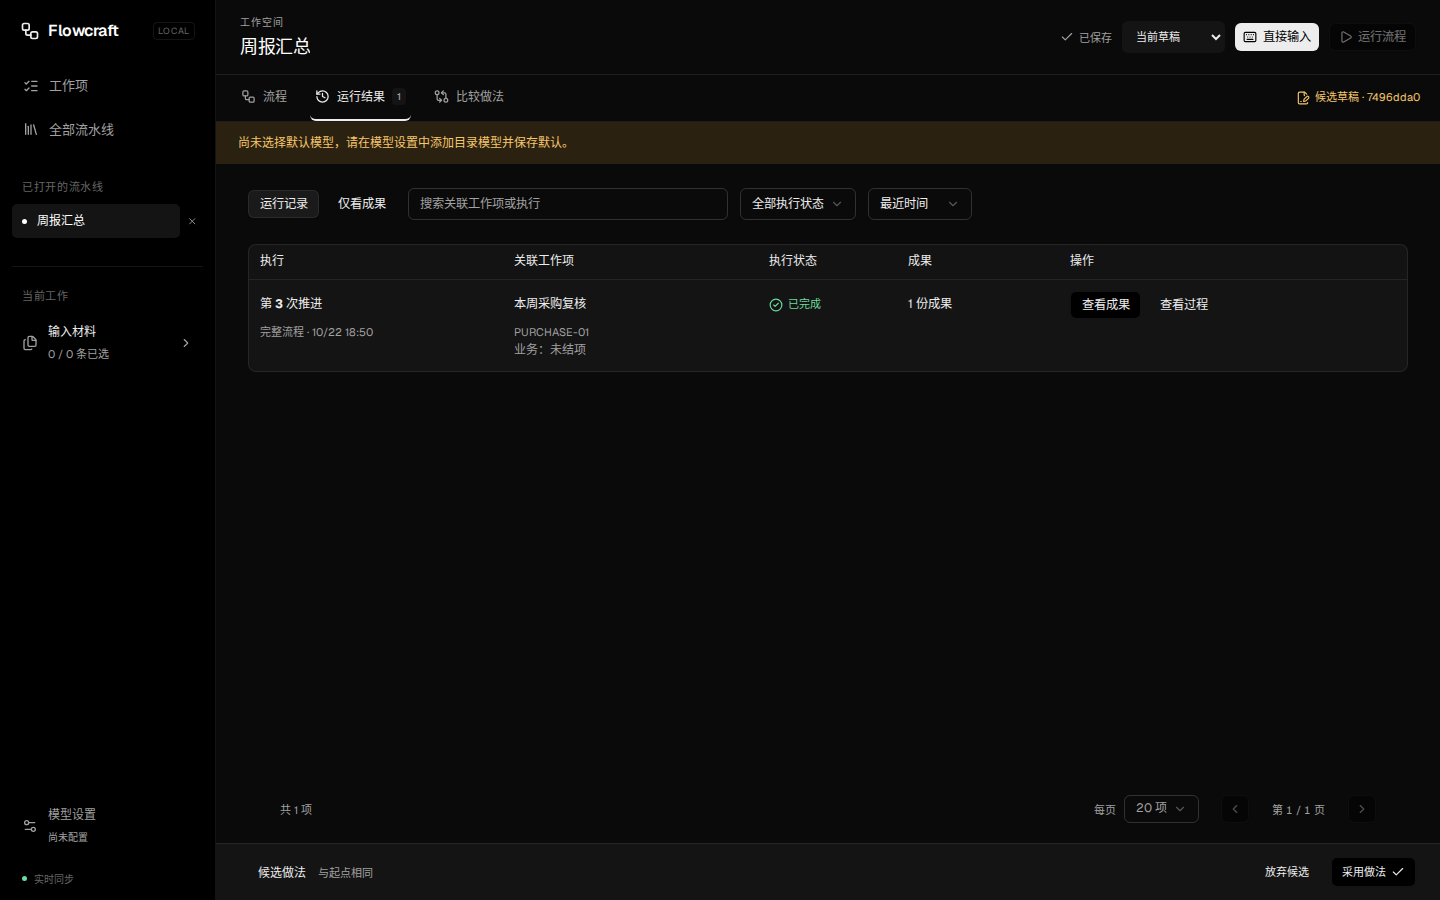 Flowcraft
LOCAL
工作项
全部流水线
已打开的流水线
周报汇总
当前工作
输入材料
0 / 0 条已选
模型设置
尚未配置
实时同步
工作空间
周报汇总
已保存
当前草稿
直接输入
运行流程
流程
运行结果 1
比较做法
候选草稿 · 7496dda0
尚未选择默认模型，请在模型设置中添加目录模型并保存默认。
运行记录
仅看成果
搜索关联工作项或执行
全部执行状态
最近时间
执行 关联工作项 执行状态 成果 操作
第 3 次推进 本周采购复核 已完成 1 份成果 查看成果 查看过程
完整流程 · 10/22 18:50 PURCHASE-01
业务：未结项
共 1 项
每页 20 项
第 1 / 1 页
候选做法 与起点相同
放弃候选
采用做法